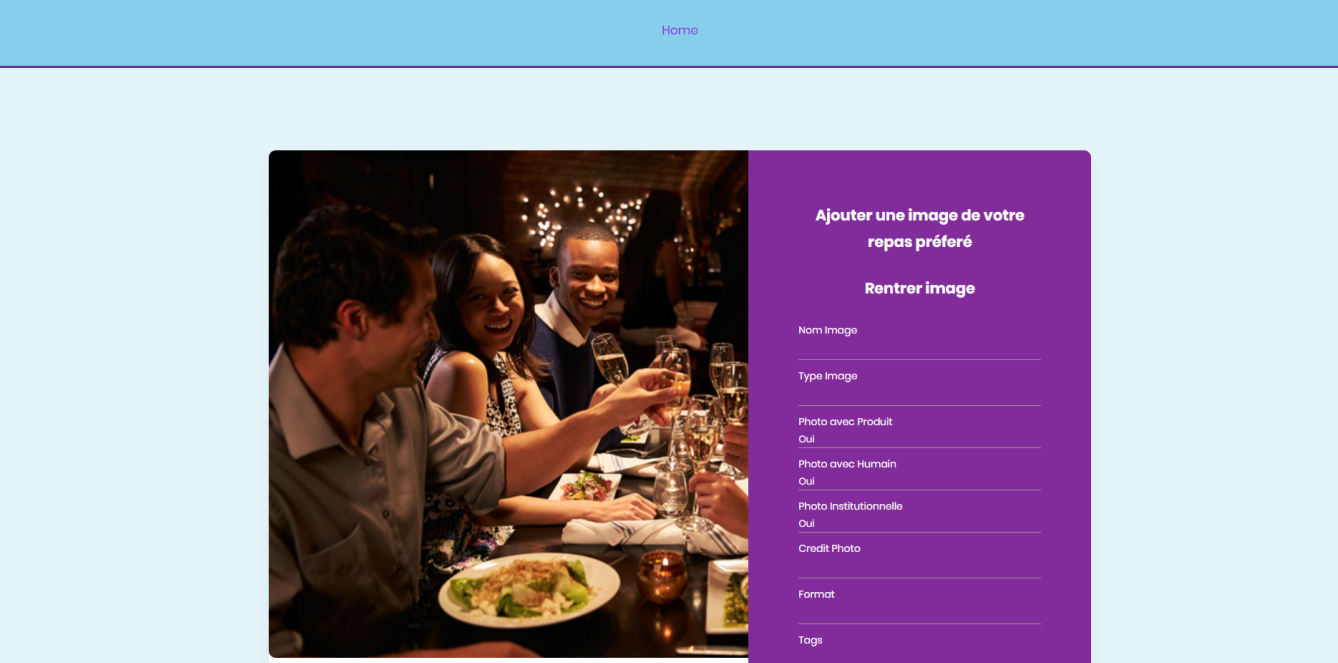 Home
Ajouter une image de votre
repas préferé
Rentrer image
Nom Image
Type Image
Photo avec Produit
Oui
Photo avec Humain
Oui
Photo Institutionnelle
Oui
Credit Photo
Format
Tags